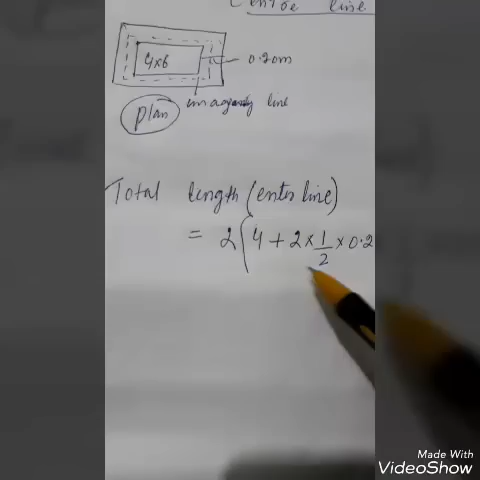 Centre line
4x6
0.20m
Plan
imaginary line
Total length (center line)
= 2 ( 4 + 2 × 1/2 × 0.2
Made With
VideoShow